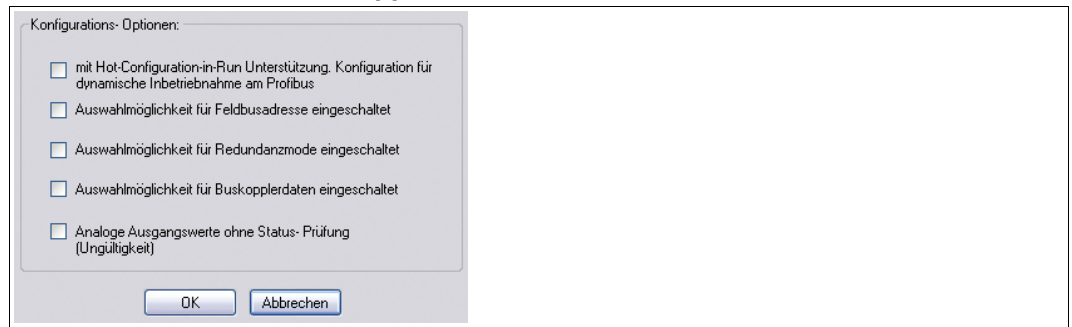 Konfigurations- Optionen:
mit Hot-Configuration-in-Run Unterstützung. Konfiguration für
dynamische Inbetriebnahme am Profibus
Auswahlmöglichkeit für Feldbusadresse eingeschaltet
Auswahlmöglichkeit für Redundanzmode eingeschaltet
Auswahlmöglichkeit für Buskopplerdaten eingeschaltet
Analoge Ausgangswerte ohne Status- Prüfung
(Ungültigkeit)
OK
Abbrechen